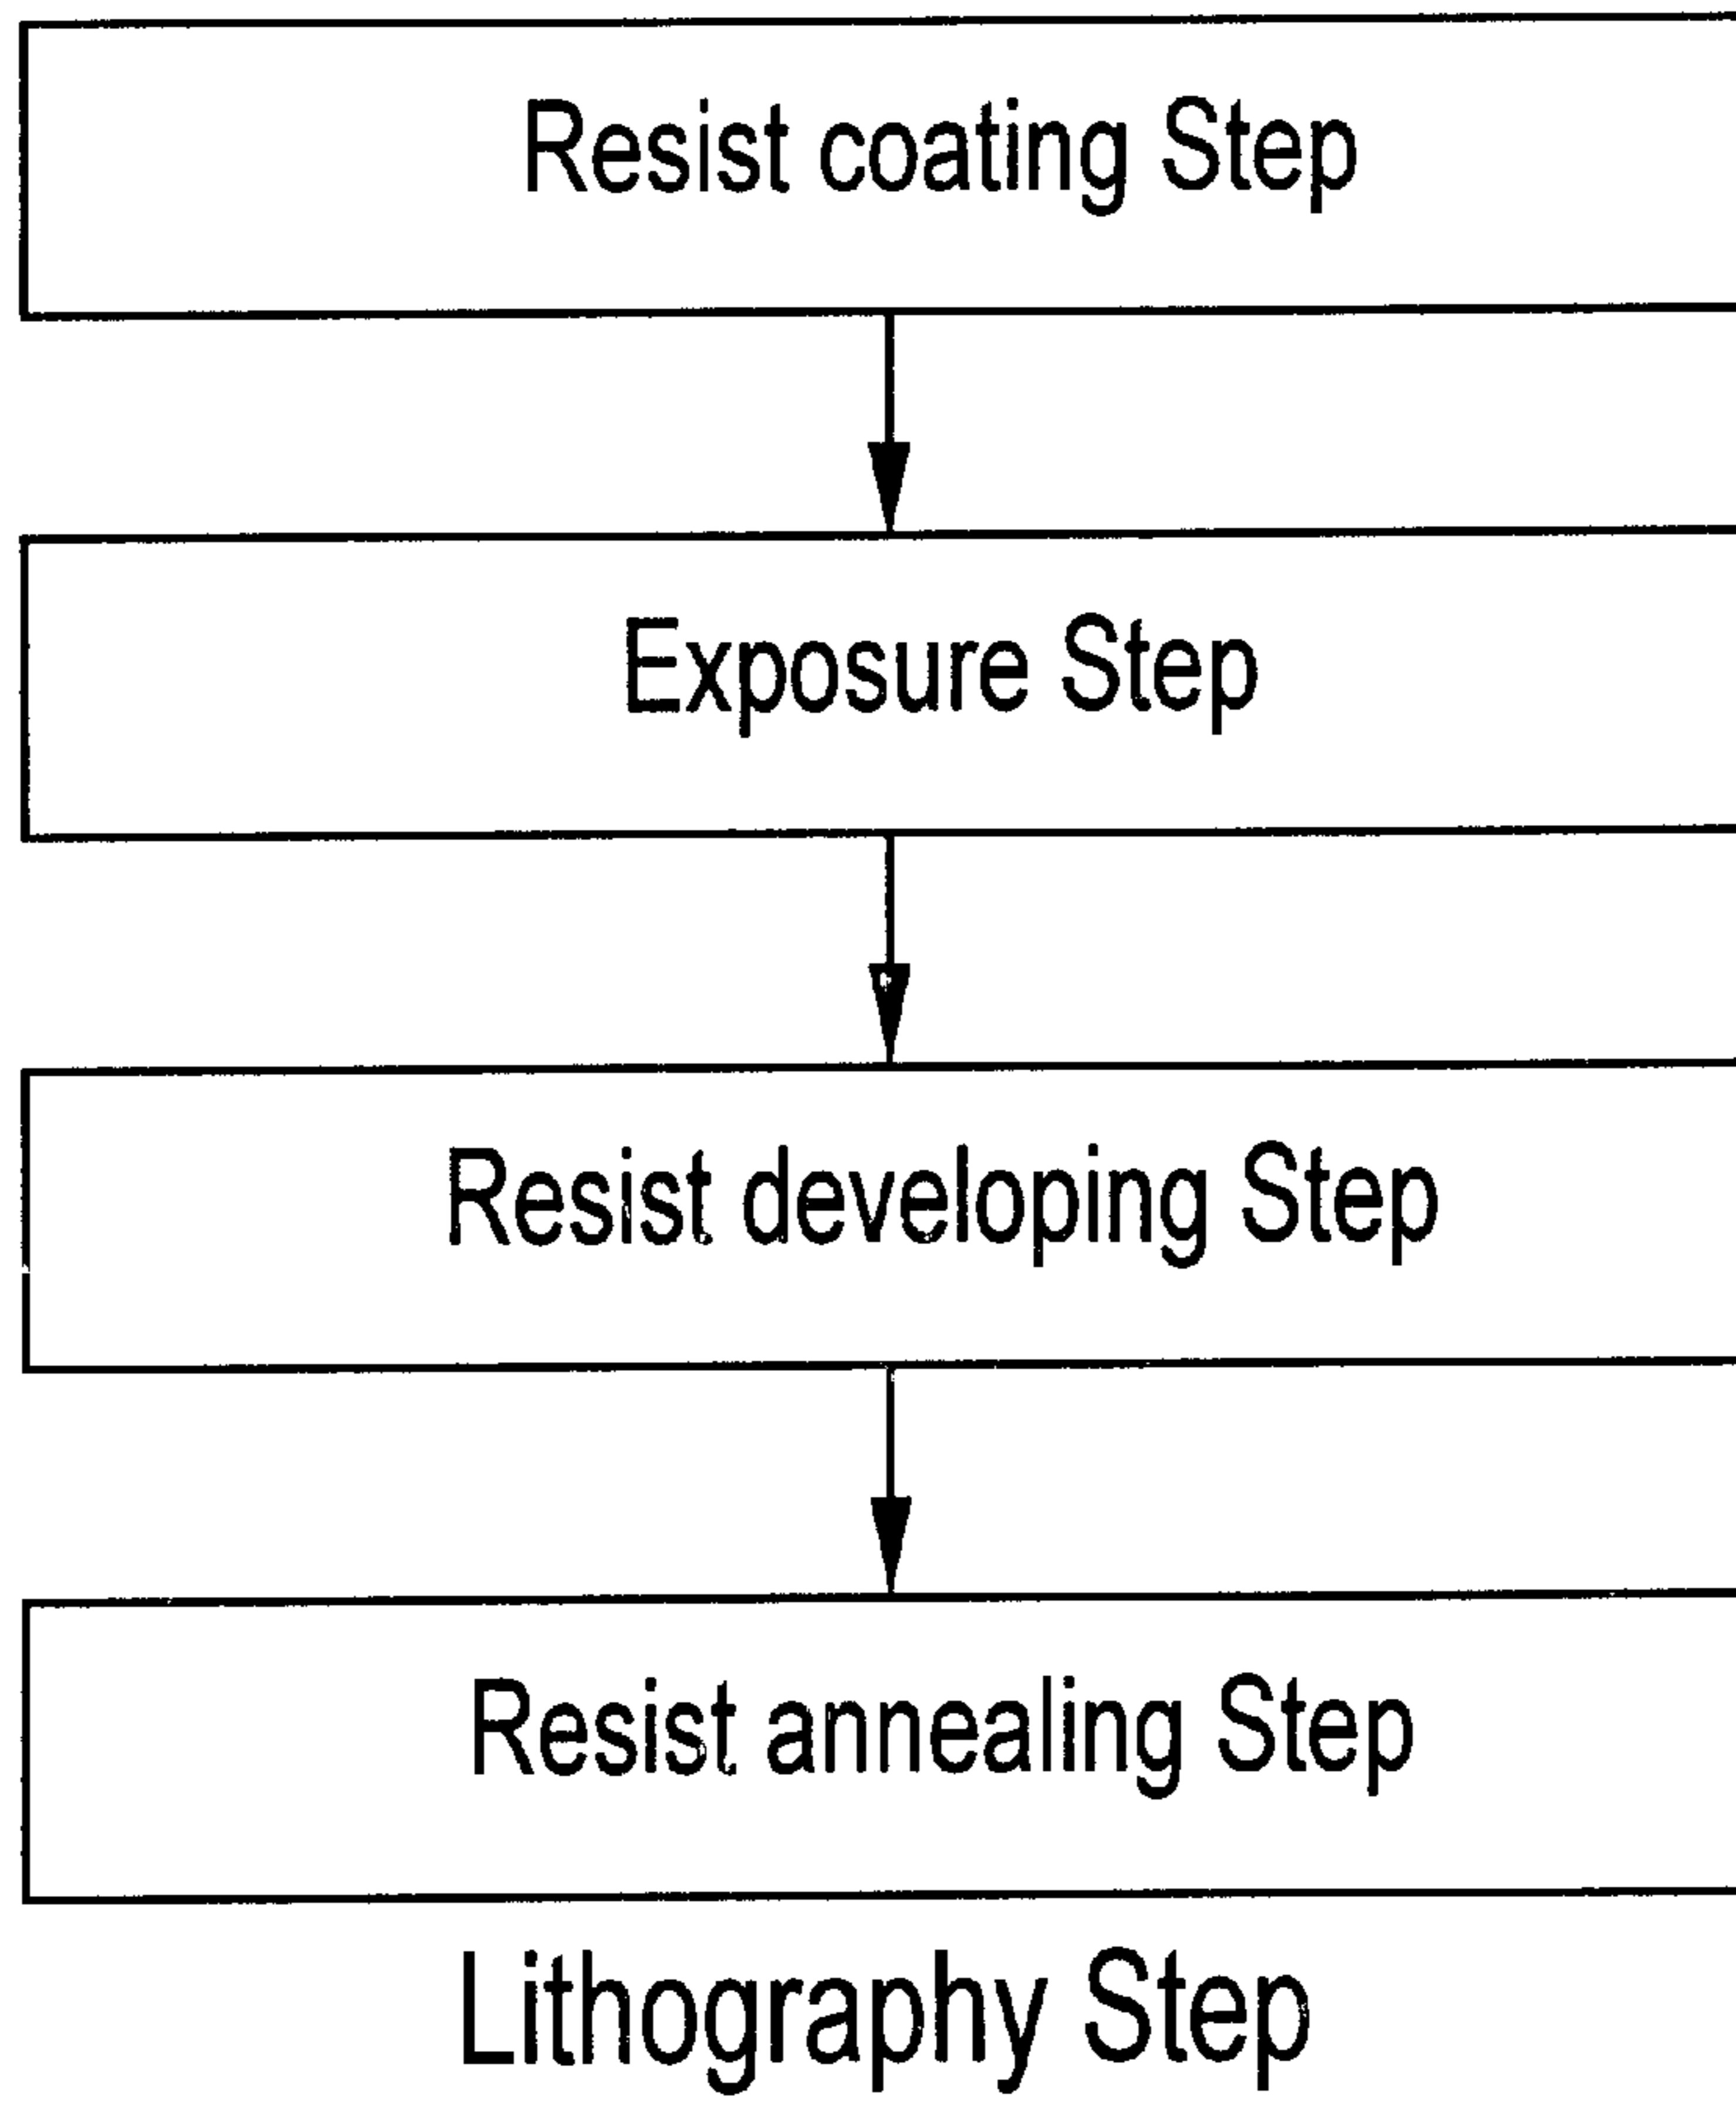 Resist coating Step
Exposure Step
Resist developing Step
Resist annealing Step
Lithography Step